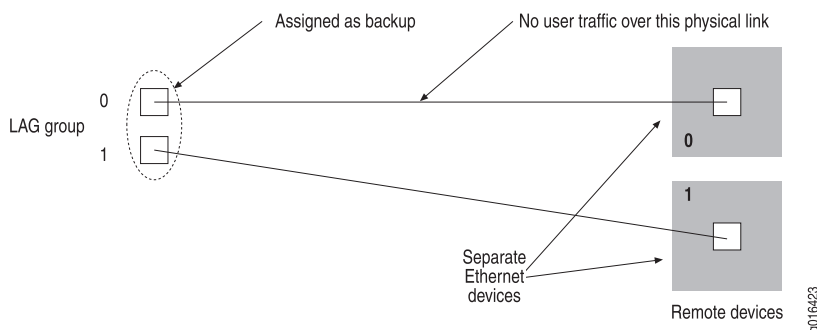 Assigned as backup
No user traffic over this physical link
0
LAG group
1
0
1
Separate
Ethernet
devices
Remote devices
g016423